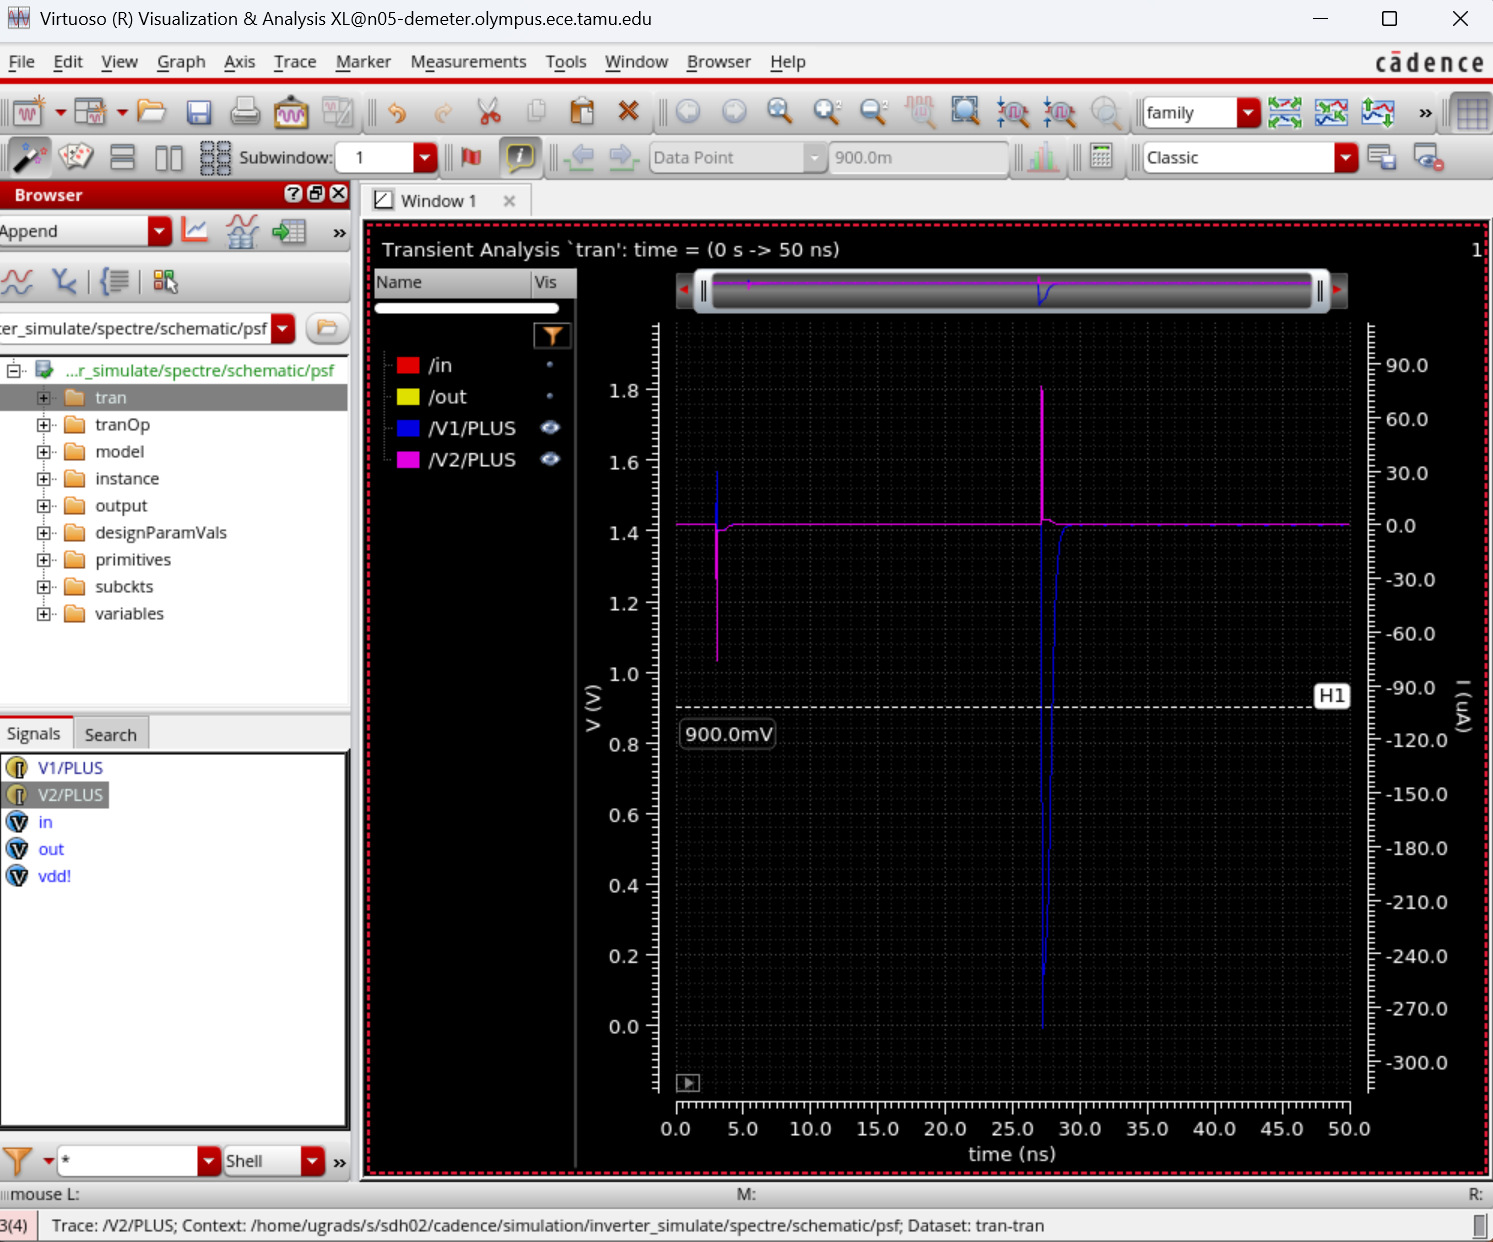 Virtuoso (R) Visualization & Analysis XL@n05-demeter.olympus.ece.tamu.edu
File Edit View Graph Axis Trace Marker Measurements Tools Window Browser Help
cādence
family
Subwindow: 1
Data Point
900.0m
Classic
Browser
Append
ter_simulate/spectre/schematic/psf
...r_simulate/spectre/schematic/psf
tran
tranOp
model
instance
output
designParamVals
primitives
subckts
variables
Signals
Search
V1/PLUS
V2/PLUS
in
out
vdd!
*
Shell
Window 1
Transient Analysis `tran': time = (0 s -> 50 ns)
1
Name
Vis
/in
/out
/V1/PLUS
/V2/PLUS
V (V)
1.8
1.6
1.4
1.2
1.0
0.8
0.6
0.4
0.2
0.0
H1
900.0mV
90.0
60.0
30.0
0.0
-30.0
-60.0
-90.0
-120.0
-150.0
-180.0
-210.0
-240.0
-270.0
-300.0
I (uA)
0.0 5.0 10.0 15.0 20.0 25.0 30.0 35.0 40.0 45.0 50.0
time (ns)
mouse L:
M:
R:
3(4)
Trace: /V2/PLUS; Context: /home/ugrads/s/sdh02/cadence/simulation/inverter_simulate/spectre/schematic/psf; Dataset: tran-tran